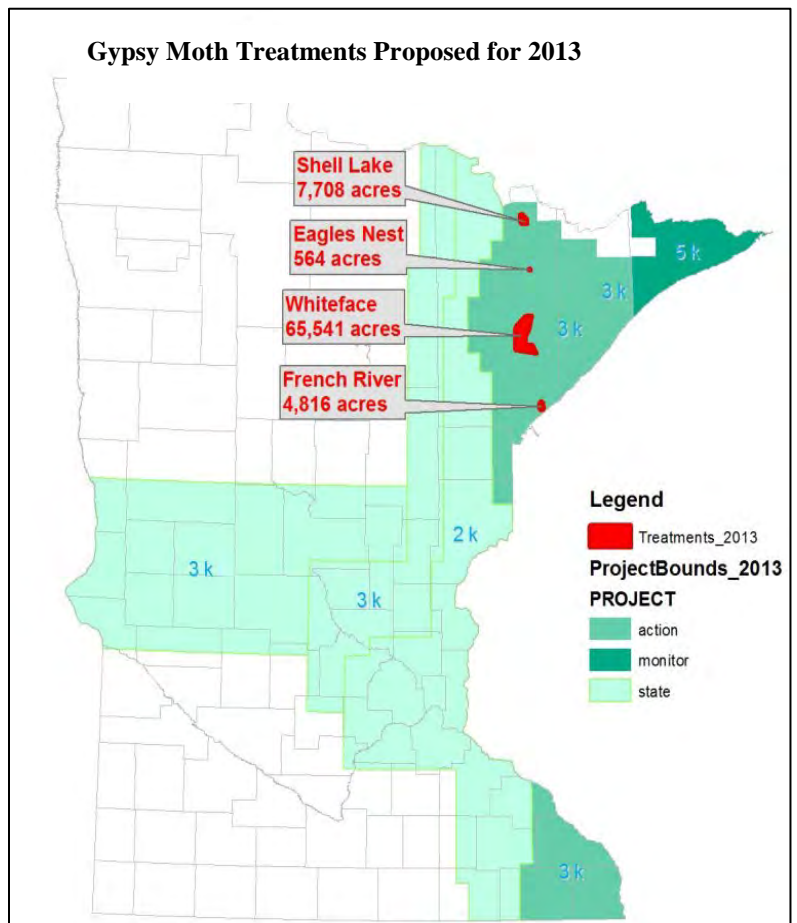 Gypsy Moth Treatments Proposed for 2013
Shell Lake
7,708 acres
Eagles Nest
564 acres
Whiteface
65,541 acres
French River
4,816 acres
5 k
3 k
3 k
2 k
3 k
3 k
3 k
Legend
Treatments_2013
ProjectBounds_2013
PROJECT
action
monitor
state